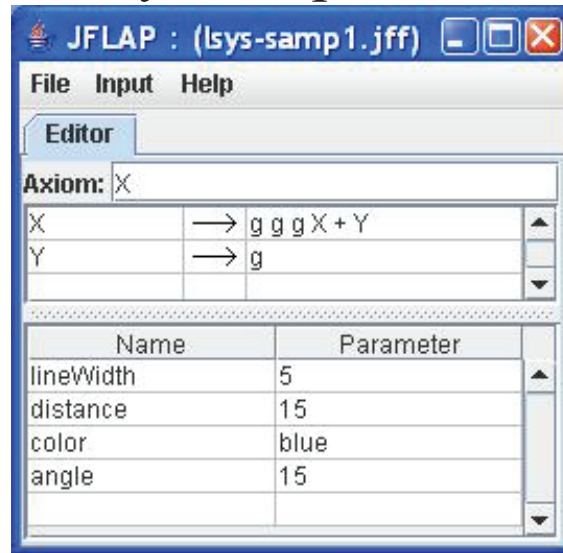 JFLAP : (lsys-samp1.jff)
File Input Help
Editor
Axiom: X
X → g g g X + Y
Y → g
Name Parameter
lineWidth 5
distance 15
color blue
angle 15